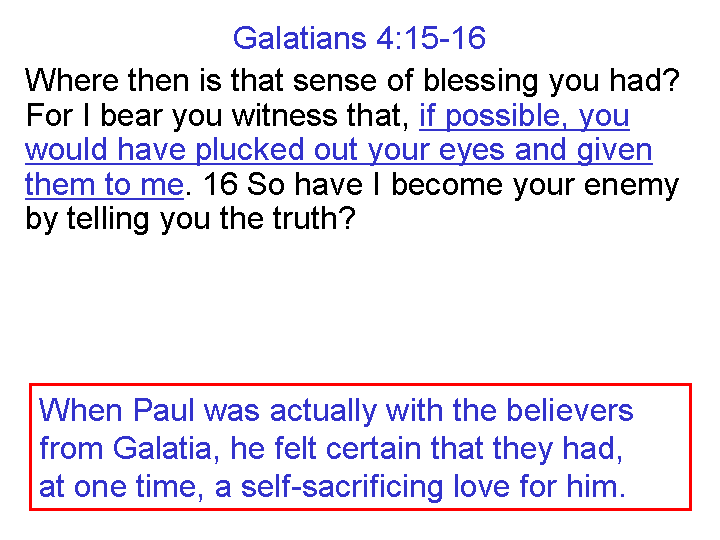 Galatians 4:15-16
Where then is that sense of blessing you had?
For I bear you witness that, if possible, you
would have plucked out your eyes and given
them to me. 16 So have I become your enemy
by telling you the truth?
When Paul was actually with the believers
from Galatia, he felt certain that they had,
at one time, a self-sacrificing love for him.